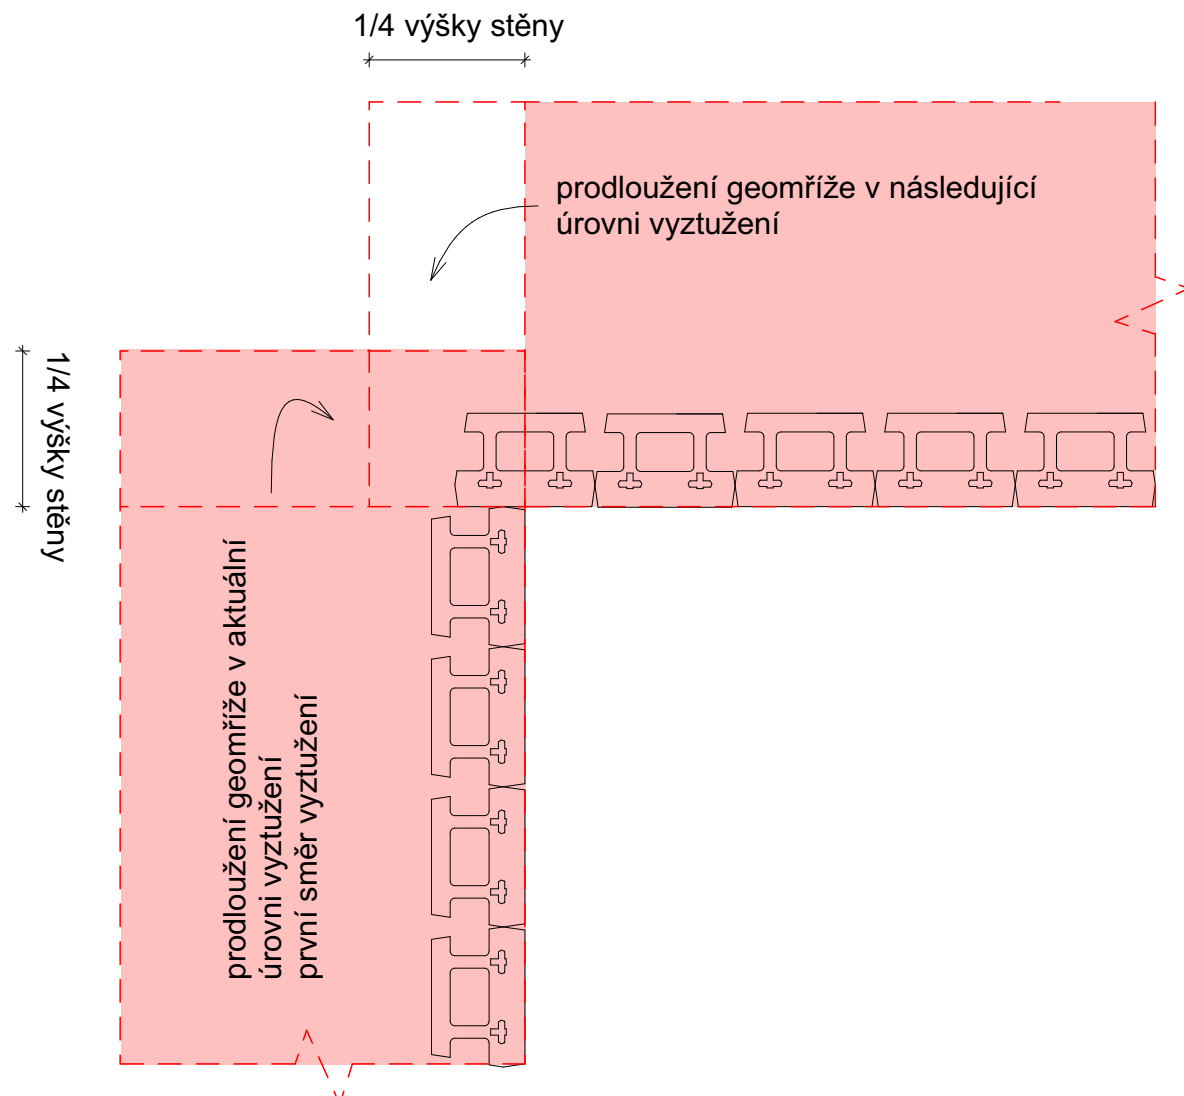 1/4 výšky stěny
prodloužení geomříže v následující
úrovni vyztužení
1/4 výšky stěny
prodloužení geomříže v aktuální
úrovni vyztužení
první směr vyztužení